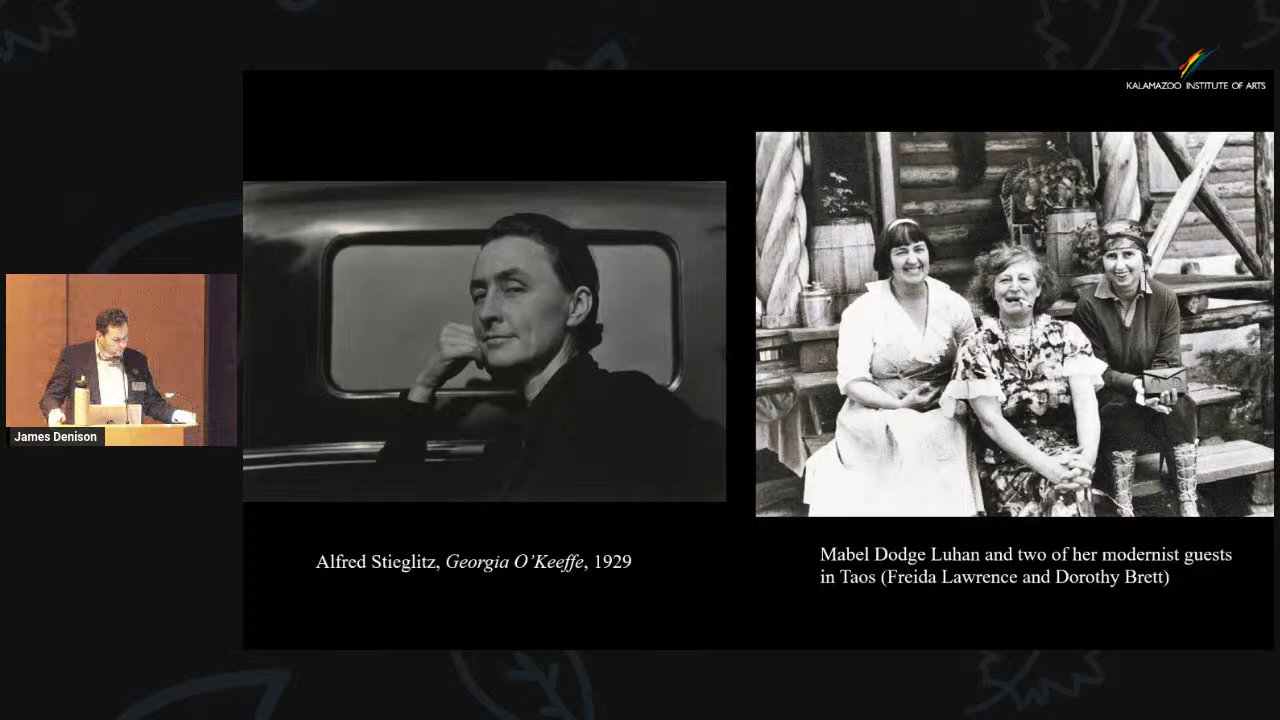 KALAMAZOO INSTITUTE OF ARTS
James Denison
Alfred Stieglitz, Georgia O'Keeffe, 1929
Mabel Dodge Luhan and two of her modernist guests
in Taos (Freida Lawrence and Dorothy Brett)